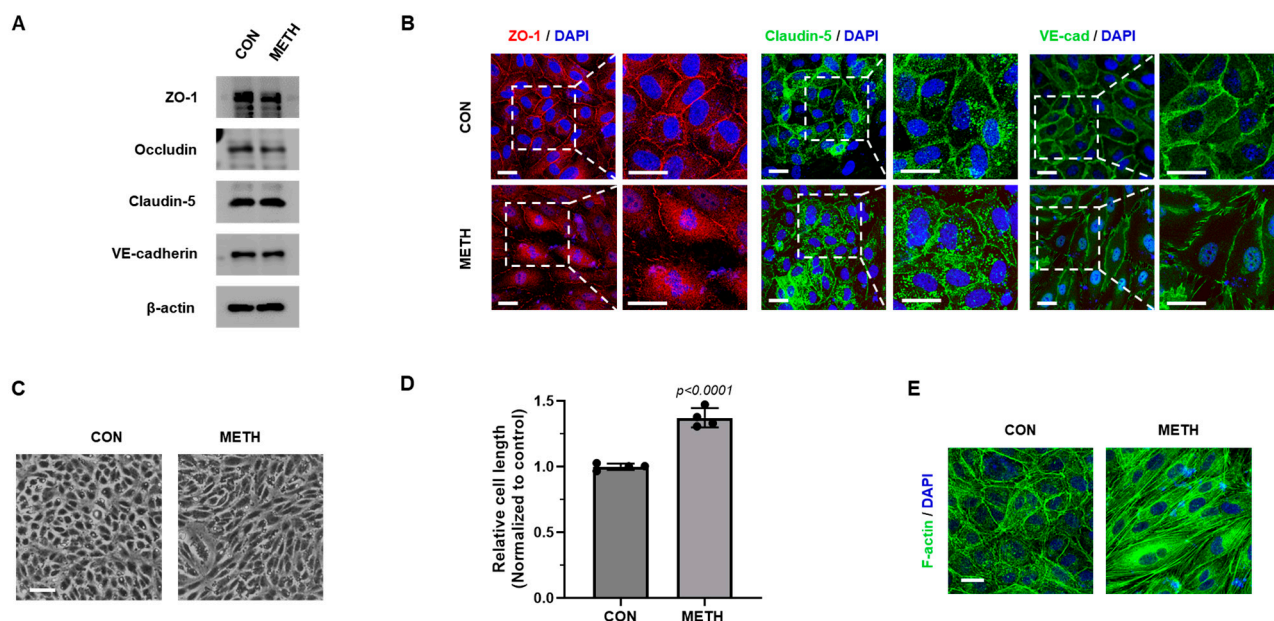 A
CON
METH
ZO-1
Occludin
Claudin-5
VE-cadherin
β-actin
B
ZO-1 / DAPI
Claudin-5 / DAPI
VE-cad / DAPI
CON
METH
C
CON
METH
D
p<0.0001
Relative cell length
(Normalized to control)
1.5
1.0
0.5
0.0
CON
METH
E
CON
METH
F-actin / DAPI